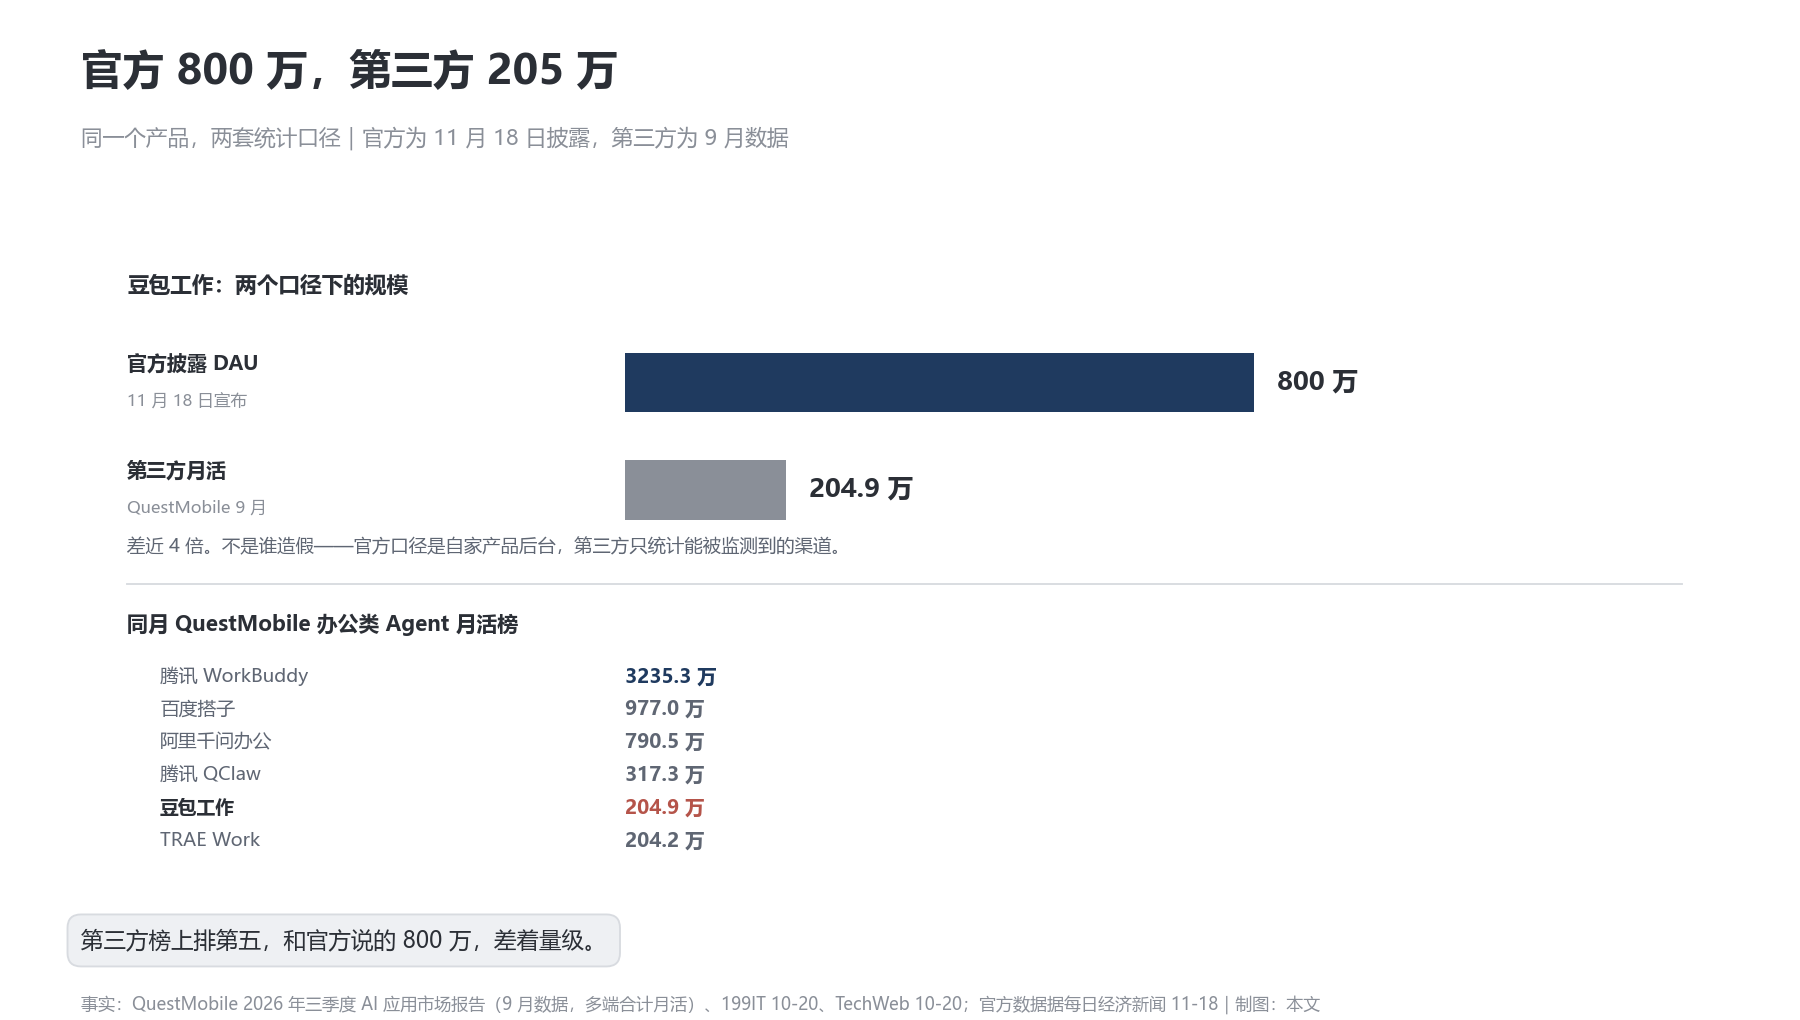 官方 800 万，第三方 205 万
同一个产品，两套统计口径 | 官方为 11 月 18 日披露，第三方为 9 月数据
豆包工作：两个口径下的规模
官方披露 DAU
11 月 18 日宣布
800 万
第三方月活
QuestMobile 9 月
204.9 万
差近 4 倍。不是谁造假——官方口径是自家产品后台，第三方只统计能被监测到的渠道。
同月 QuestMobile 办公类 Agent 月活榜
腾讯 WorkBuddy 3235.3 万
百度搭子 977.0 万
阿里千问办公 790.5 万
腾讯 QClaw 317.3 万
豆包工作 204.9 万
TRAE Work 204.2 万
第三方榜上排第五，和官方说的 800 万，差着量级。
事实：QuestMobile 2026 年三季度 AI 应用市场报告（9 月数据，多端合计月活）、199IT 10-20、TechWeb 10-20；官方数据据每日经济新闻 11-18 | 制图：本文